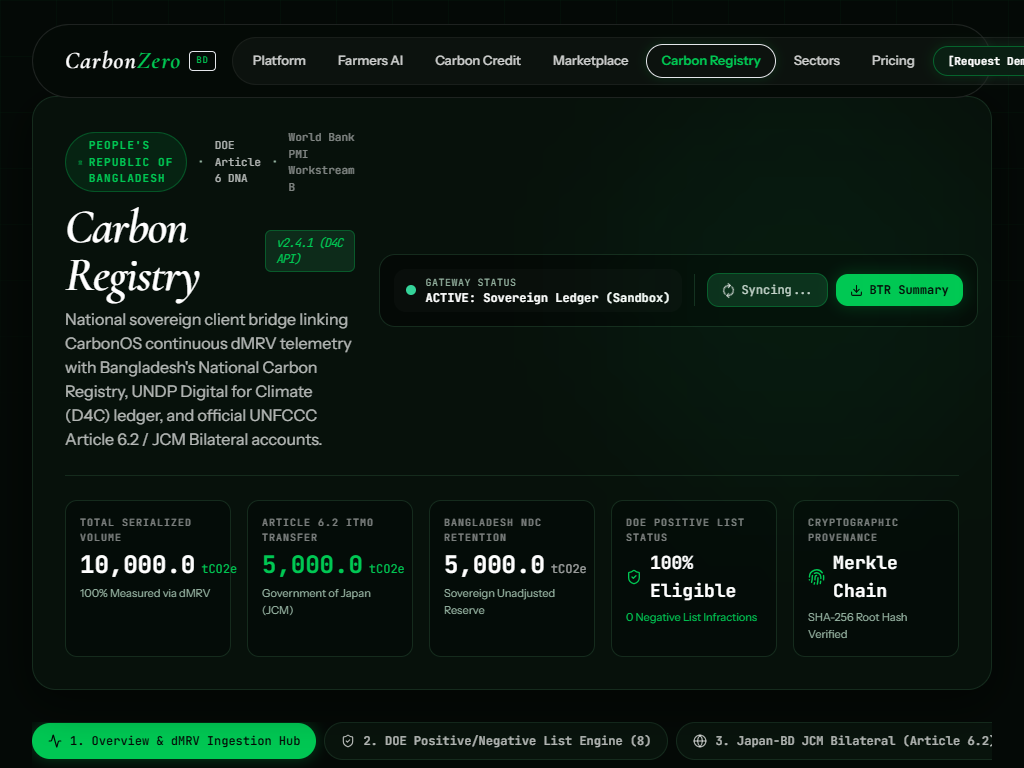 CarbonZero BD
Platform
Farmers AI
Carbon Credit
Marketplace
Carbon Registry
Sectors
Pricing
[Request Dem
PEOPLE'S
REPUBLIC OF
BANGLADESH
·
DOE
Article
6 DNA
·
World Bank
PMI
Workstream
B
Carbon
Registry
v2.4.1 (D4C
API)
National sovereign client bridge linking
CarbonOS continuous dMRV telemetry
with Bangladesh's National Carbon
Registry, UNDP Digital for Climate
(D4C) ledger, and official UNFCCC
Article 6.2 / JCM Bilateral accounts.
GATEWAY STATUS
ACTIVE: Sovereign Ledger (Sandbox)
Syncing...
BTR Summary
TOTAL SERIALIZED
VOLUME
10,000.0 tCO2e
100% Measured via dMRV
ARTICLE 6.2 ITMO
TRANSFER
5,000.0 tCO2e
Government of Japan
(JCM)
BANGLADESH NDC
RETENTION
5,000.0 tCO2e
Sovereign Unadjusted
Reserve
DOE POSITIVE LIST
STATUS
100%
Eligible
0 Negative List Infractions
CRYPTOGRAPHIC
PROVENANCE
Merkle
Chain
SHA-256 Root Hash
Verified
1. Overview & dMRV Ingestion Hub
2. DOE Positive/Negative List Engine (8)
3. Japan-BD JCM Bilateral (Article 6.2)